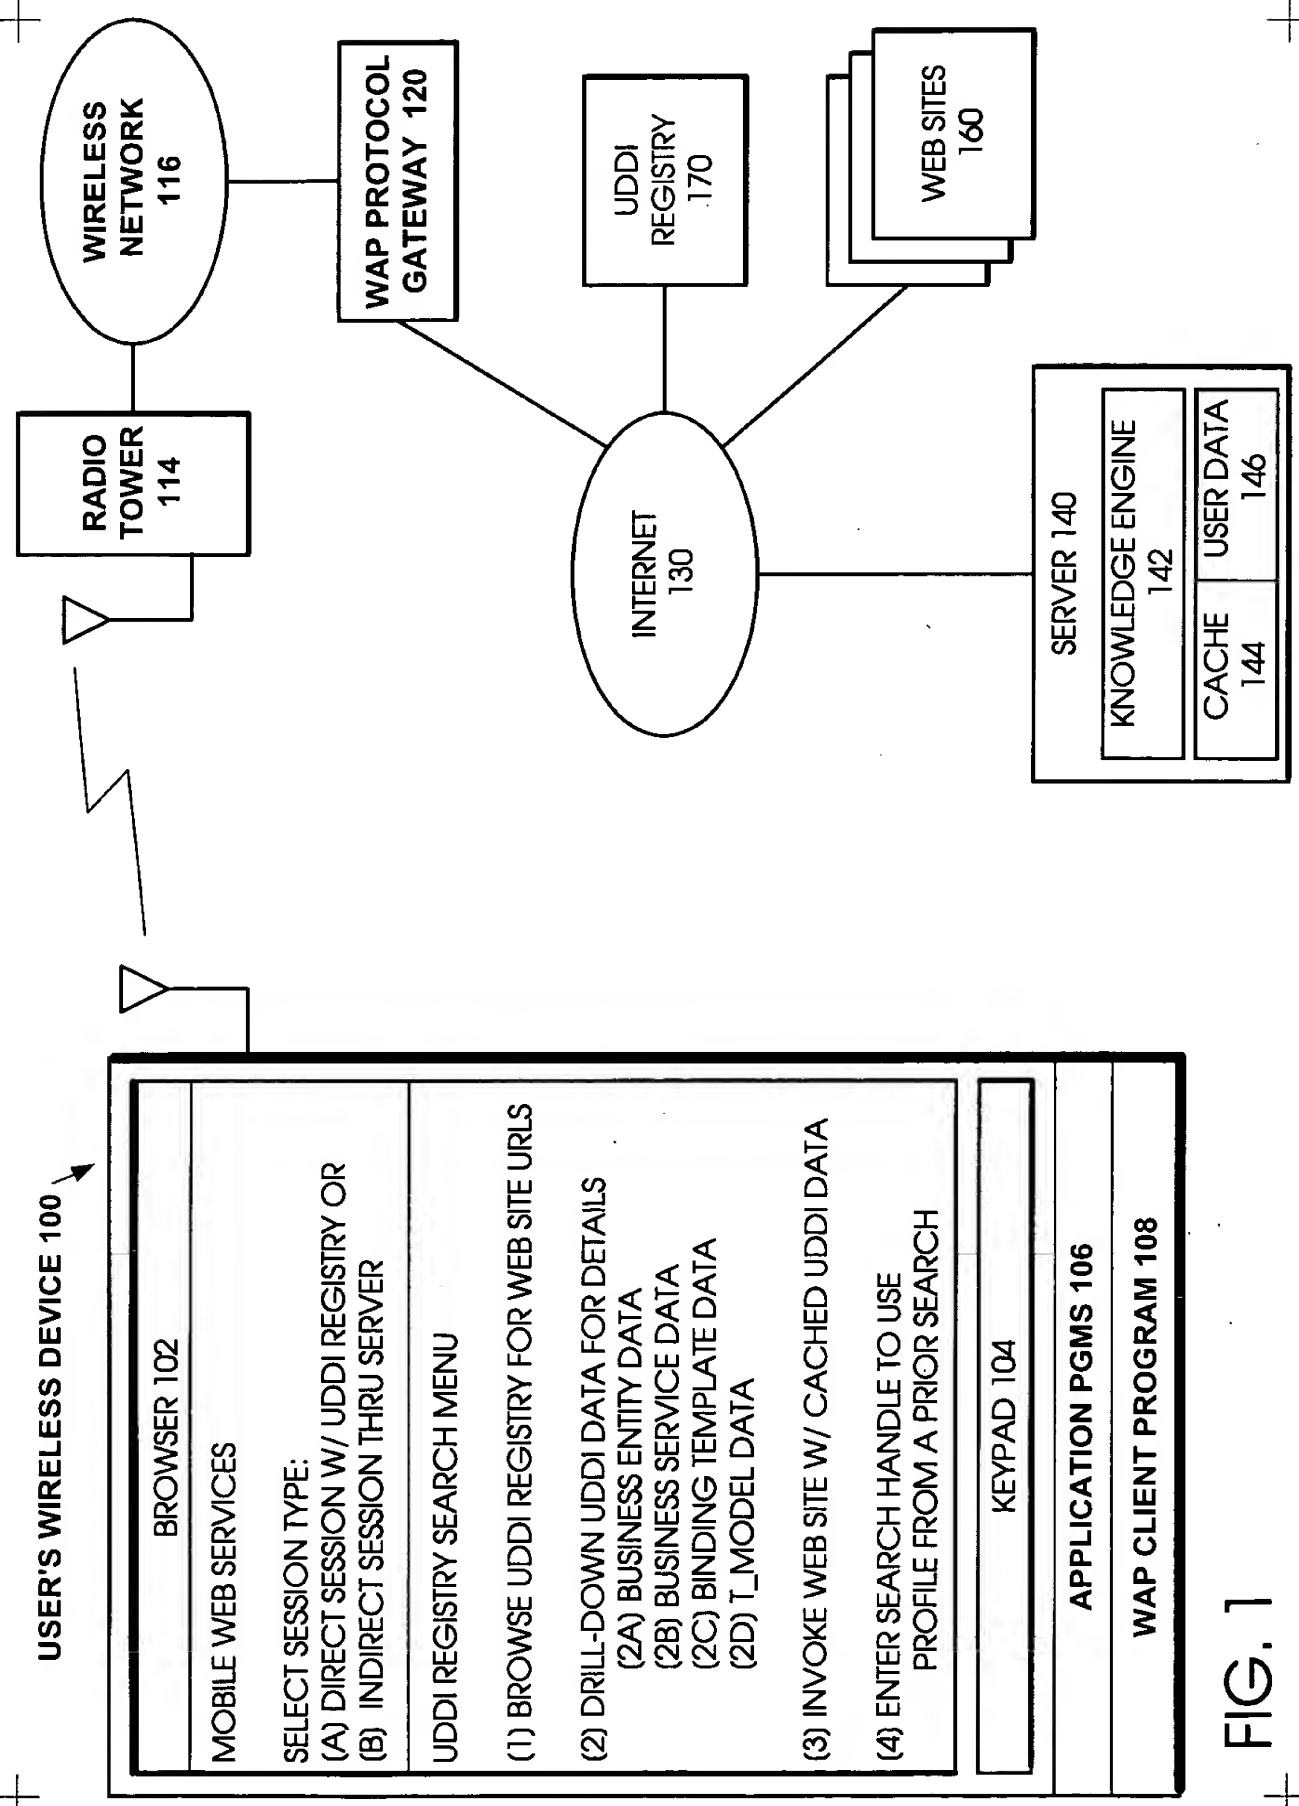 USER'S WIRELESS DEVICE 100
BROWSER 102
MOBILE WEB SERVICES
SELECT SESSION TYPE:
(A) DIRECT SESSION W/ UDDI REGISTRY OR
(B) INDIRECT SESSION THRU SERVER
UDDI REGISTRY SEARCH MENU
(1) BROWSE UDDI REGISTRY FOR WEB SITE URLS
(2) DRILL-DOWN UDDI DATA FOR DETAILS
(2A) BUSINESS ENTITY DATA
(2B) BUSINESS SERVICE DATA
(2C) BINDING TEMPLATE DATA
(2D) T_MODEL DATA
(3) INVOKE WEB SITE W/ CACHED UDDI DATA
(4) ENTER SEARCH HANDLE TO USE
PROFILE FROM A PRIOR SEARCH
KEYPAD 104
APPLICATION PGMS 106
WAP CLIENT PROGRAM 108
RADIO
TOWER
114
WIRELESS
NETWORK
116
WAP PROTOCOL
GATEWAY 120
INTERNET
130
UDDI
REGISTRY
170
WEB SITES
160
SERVER 140
KNOWLEDGE ENGINE
142
CACHE
144
USER DATA
146
FIG. 1